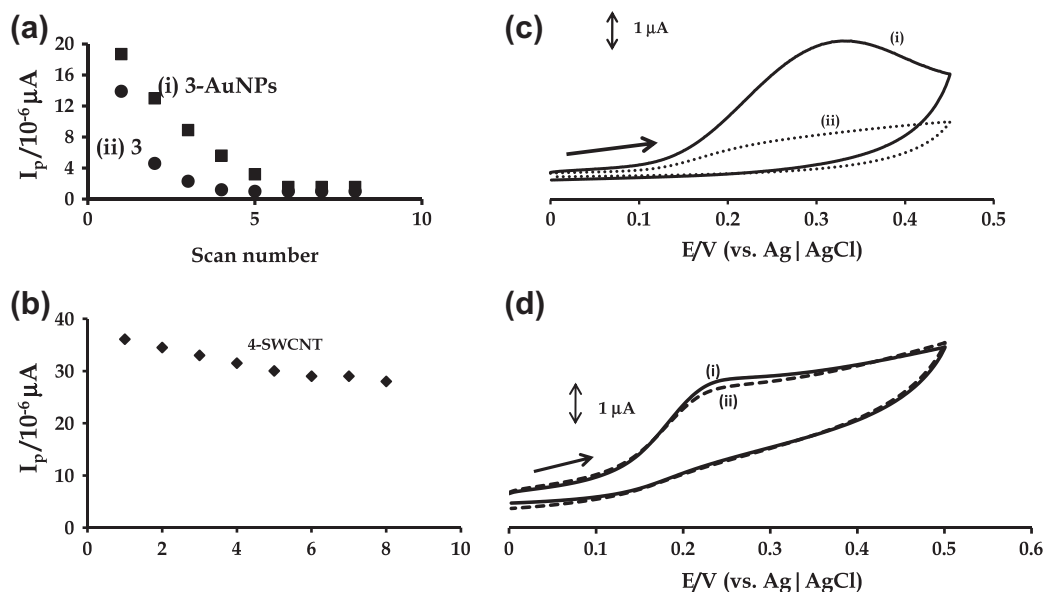 (a)
20
16
12
8
4
0
0
5
10
(i) 3-AuNPs
(ii) 3
Ip/10-6 µA
Scan number
(b)
40
30
20
10
0
0
2
4
6
8
10
4-SWCNT
Ip/10-6 µA
(c)
1 µA
(i)
(ii)
0
0.1
0.2
0.3
0.4
0.5
E/V (vs. Ag|AgCl)
(d)
1 µA
(i)
(ii)
0
0.1
0.2
0.3
0.4
0.5
0.6
E/V (vs. Ag|AgCl)